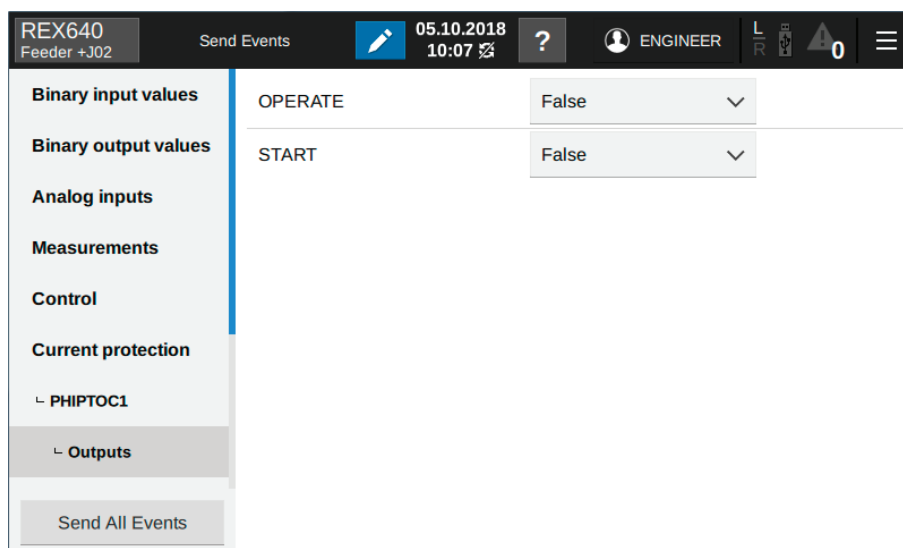 REX640
Feeder +J02
Send Events
05.10.2018
10:07
?
ENGINEER
L
R
0
Binary input values
Binary output values
Analog inputs
Measurements
Control
Current protection
PHIPTOC1
Outputs
Send All Events
OPERATE
False
START
False